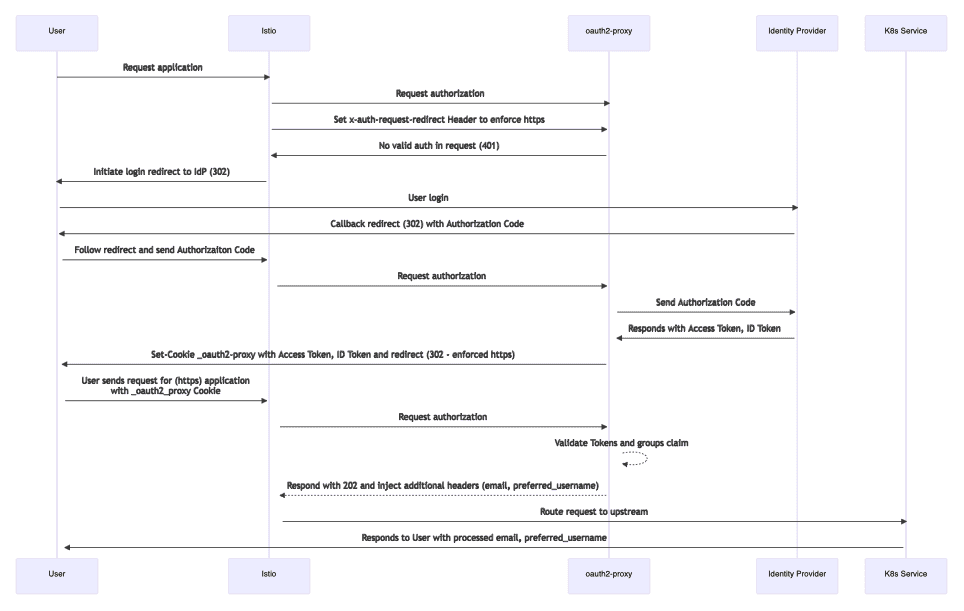 User
Istio
oauth2-proxy
Identity Provider
K8s Service
Request application
Request authorization
Set x-auth-request-redirect Header to enforce https
No valid auth in request (401)
Initiate login redirect to IdP (302)
User login
Callback redirect (302) with Authorization Code
Follow redirect and send Authorizaiton Code
Request authorization
Send Authorization Code
Responds with Access Token, ID Token
Set-Cookie _oauth2-proxy with Access Token, ID Token and redirect (302 - enforced https)
User sends request for (https) application
with _oauth2_proxy Cookie
Request authorization
Validate Tokens and groups claim
Respond with 202 and inject additional headers (email, preferred_username)
Route request to upstream
Responds to User with processed email, preferred_username
User
Istio
oauth2-proxy
Identity Provider
K8s Service